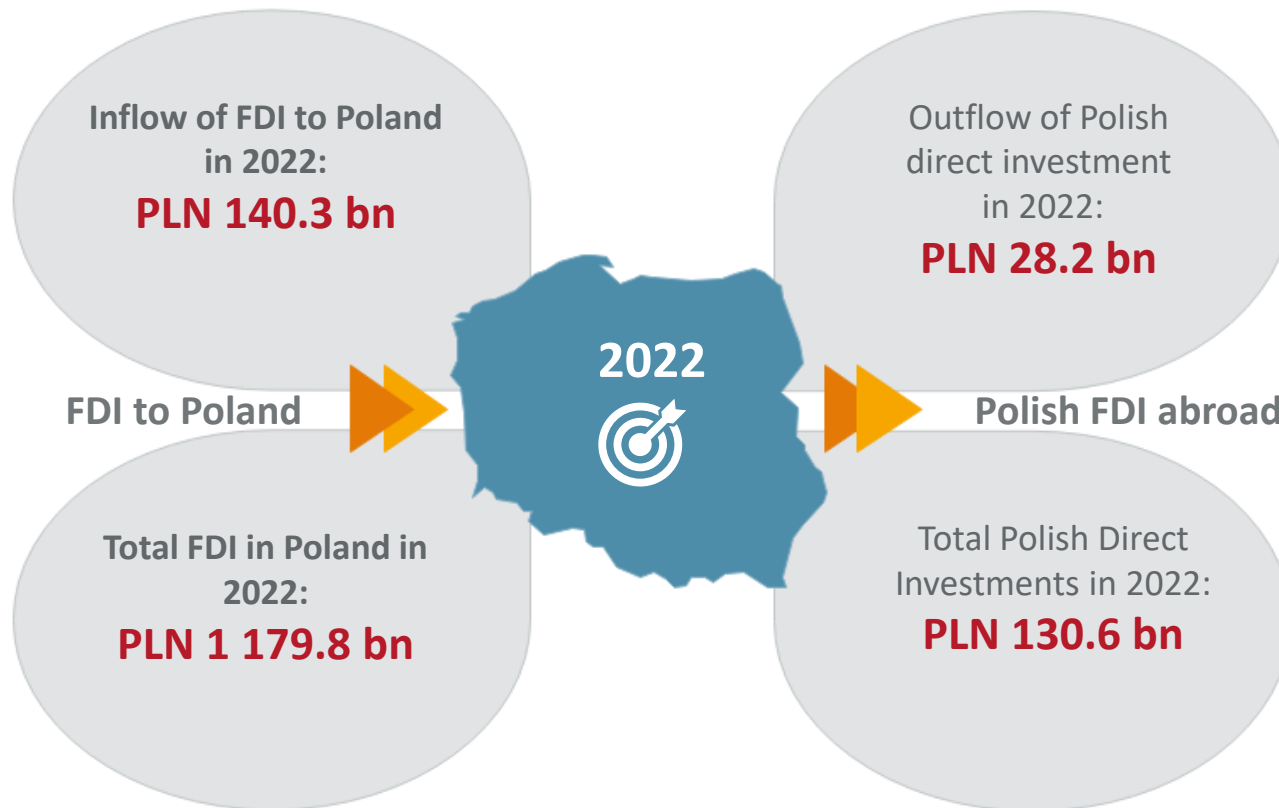 Inflow of FDI to Poland
in 2022:
PLN 140.3 bn
Outflow of Polish
direct investment
in 2022:
PLN 28.2 bn
2022
FDI to Poland
Polish FDI abroad
Total FDI in Poland in
2022:
PLN 1 179.8 bn
Total Polish Direct
Investments in 2022:
PLN 130.6 bn